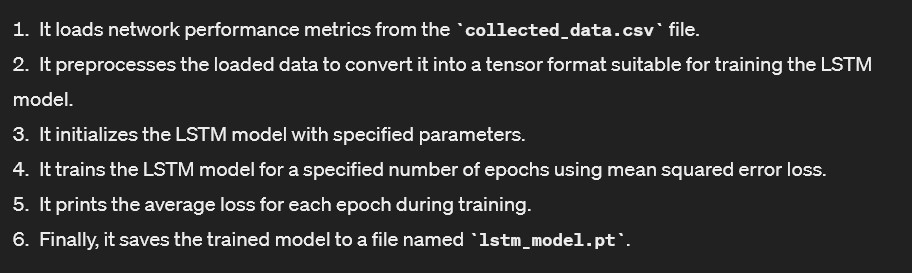 1. It loads network performance metrics from the `collected_data.csv` file.
2. It preprocesses the loaded data to convert it into a tensor format suitable for training the LSTM
model.
3. It initializes the LSTM model with specified parameters.
4. It trains the LSTM model for a specified number of epochs using mean squared error loss.
5. It prints the average loss for each epoch during training.
6. Finally, it saves the trained model to a file named `lstm_model.pt`.